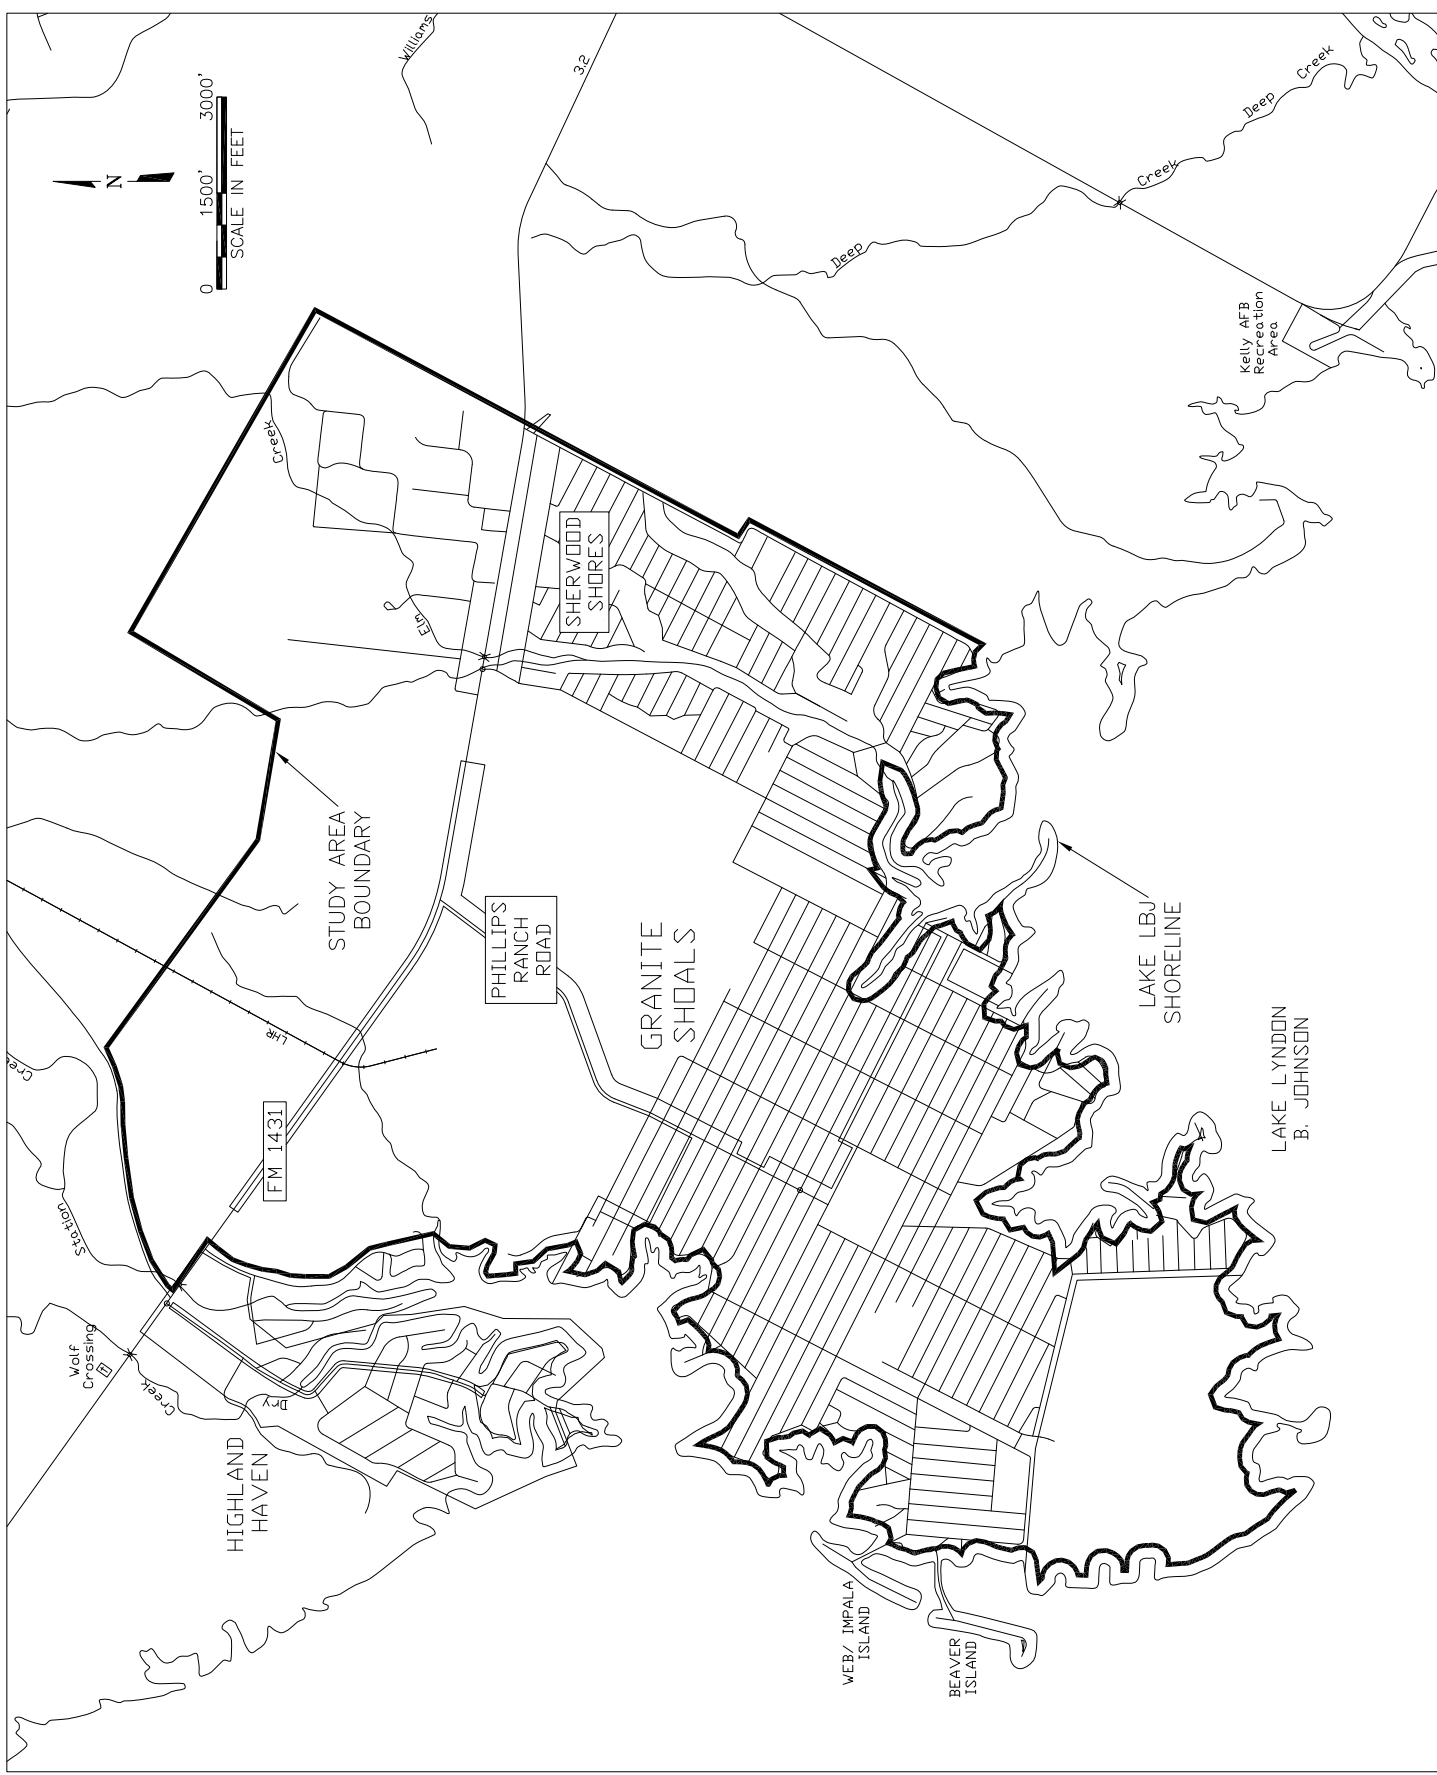 Williams
3.2
N
0 1500' 3000'
SCALE IN FEET
Creek
Deep
Creek
Deep
Kelly AFB
Recreation
Area
Creek
Elm
SHERWOOD
SHORES
STUDY AREA
BOUNDARY
PHILLIPS
RANCH
ROAD
GRANITE
SHOALS
LAKE LBJ
SHORELINE
LAKE LYNDON
B. JOHNSON
LHR
FM 1431
Station
Wolf
Crossing
Creek
Dry
HIGHLAND
HAVEN
WEB/ IMPALA
ISLAND
BEAVER
ISLAND